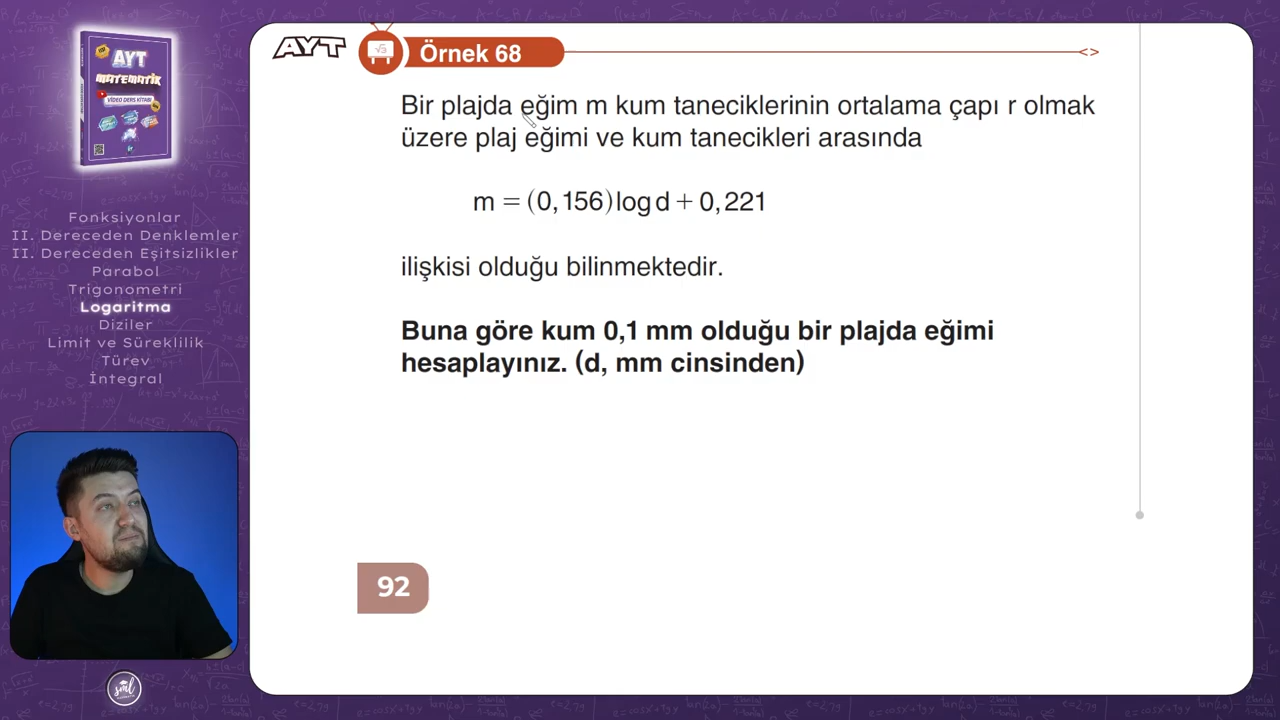 AYT
MATEMATİK
VİDEO DERS KİTABI
Fonksiyonlar
II. Dereceden Denklemler
II. Dereceden Eşitsizlikler
Parabol
Trigonometri
Logaritma
Diziler
Limit ve Süreklilik
Türev
İntegral
sml
AYT
√3
Örnek 68
<>
Bir plajda eğim m kum taneciklerinin ortalama çapı r olmak
üzere plaj eğimi ve kum tanecikleri arasında
m = (0,156)log d + 0,221
ilişkisi olduğu bilinmektedir.
Buna göre kum 0,1 mm olduğu bir plajda eğimi
hesaplayınız. (d, mm cinsinden)
92